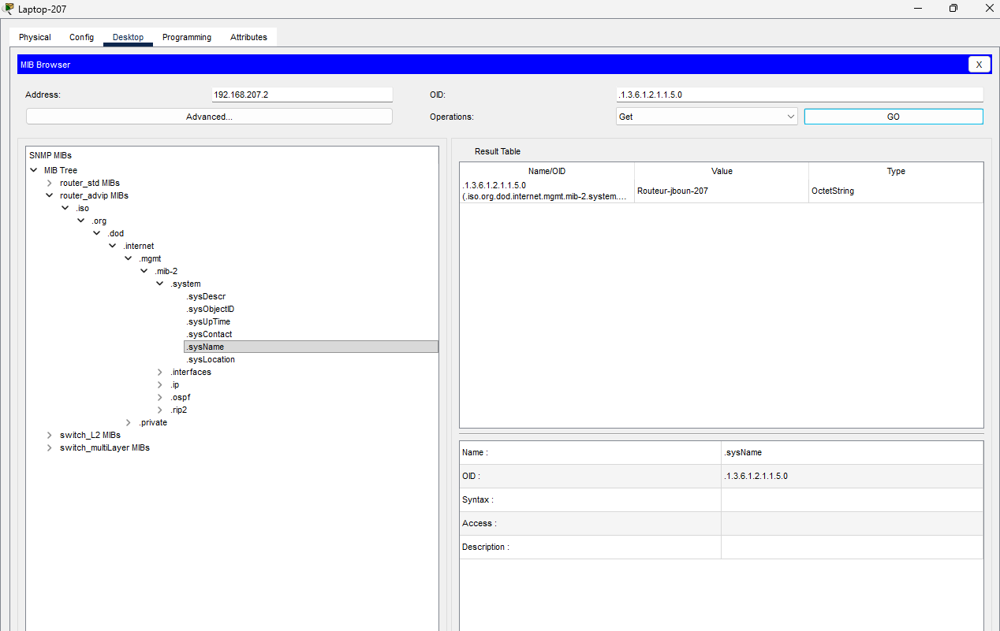 Laptop-207
Physical Config Desktop Programming Attributes
MIB Browser
X
Address: 192.168.207.2 OID: .1.3.6.1.2.1.1.5.0
Advanced... Operations: Get GO
SNMP MIBs
MIB Tree
router_std MIBs
router_advip MIBs
.iso
.org
.dod
.internet
.mgmt
.mib-2
.system
.sysDescr
.sysObjectID
.sysUpTime
.sysContact
.sysName
.sysLocation
.interfaces
.ip
.ospf
.rip2
.private
switch_L2 MIBs
switch_multiLayer MIBs
Result Table
Name/OID Value Type
.1.3.6.1.2.1.1.5.0
(.iso.org.dod.internet.mgmt.mib-2.system.... Routeur-jboun-207 OctetString
Name : .sysName
OID : .1.3.6.1.2.1.1.5.0
Syntax :
Access :
Description :